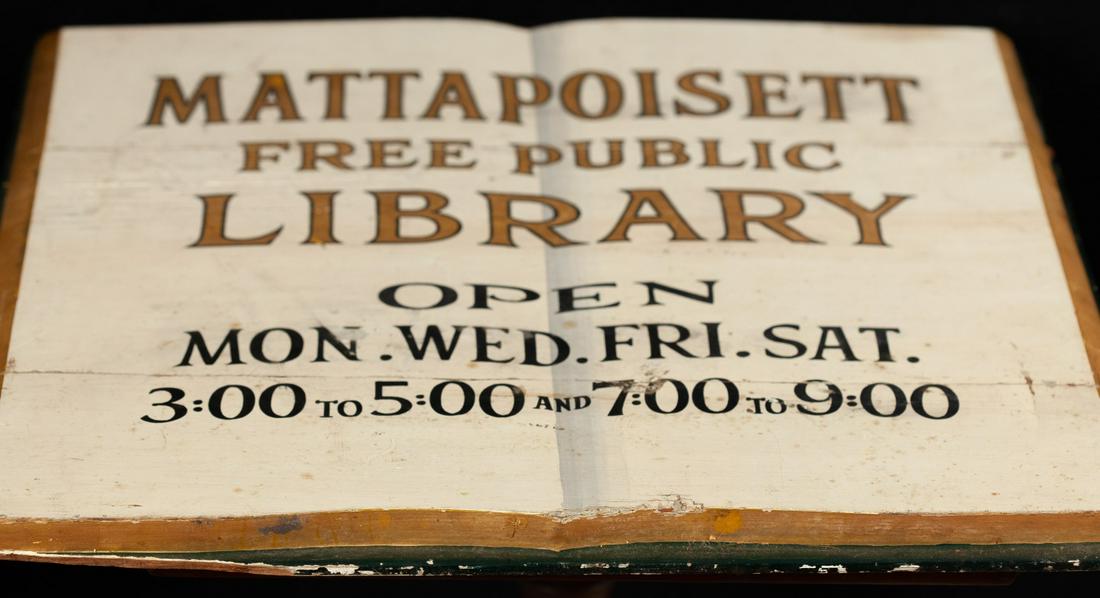 MATTAPOISETT
FREE PUBLIC
LIBRARY
OPEN
MON. WED. FRI. SAT.
3:00 TO 5:00 AND 7:00 TO 9:00